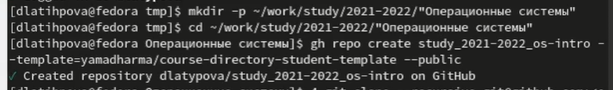 [dlatihpova@fedora tmp]$ mkdir -p ~/work/study/2021-2022/"Операционные системы"
[dlatihpova@fedora tmp]$ cd ~/work/study/2021-2022/"Операционные системы"
[dlatihpova@fedora Операционные системы]$ gh repo create study_2021-2022_os-intro -
-template=yamadharma/course-directory-student-template --public
✓ Created repository dlatypova/study_2021-2022_os-intro on GitHub